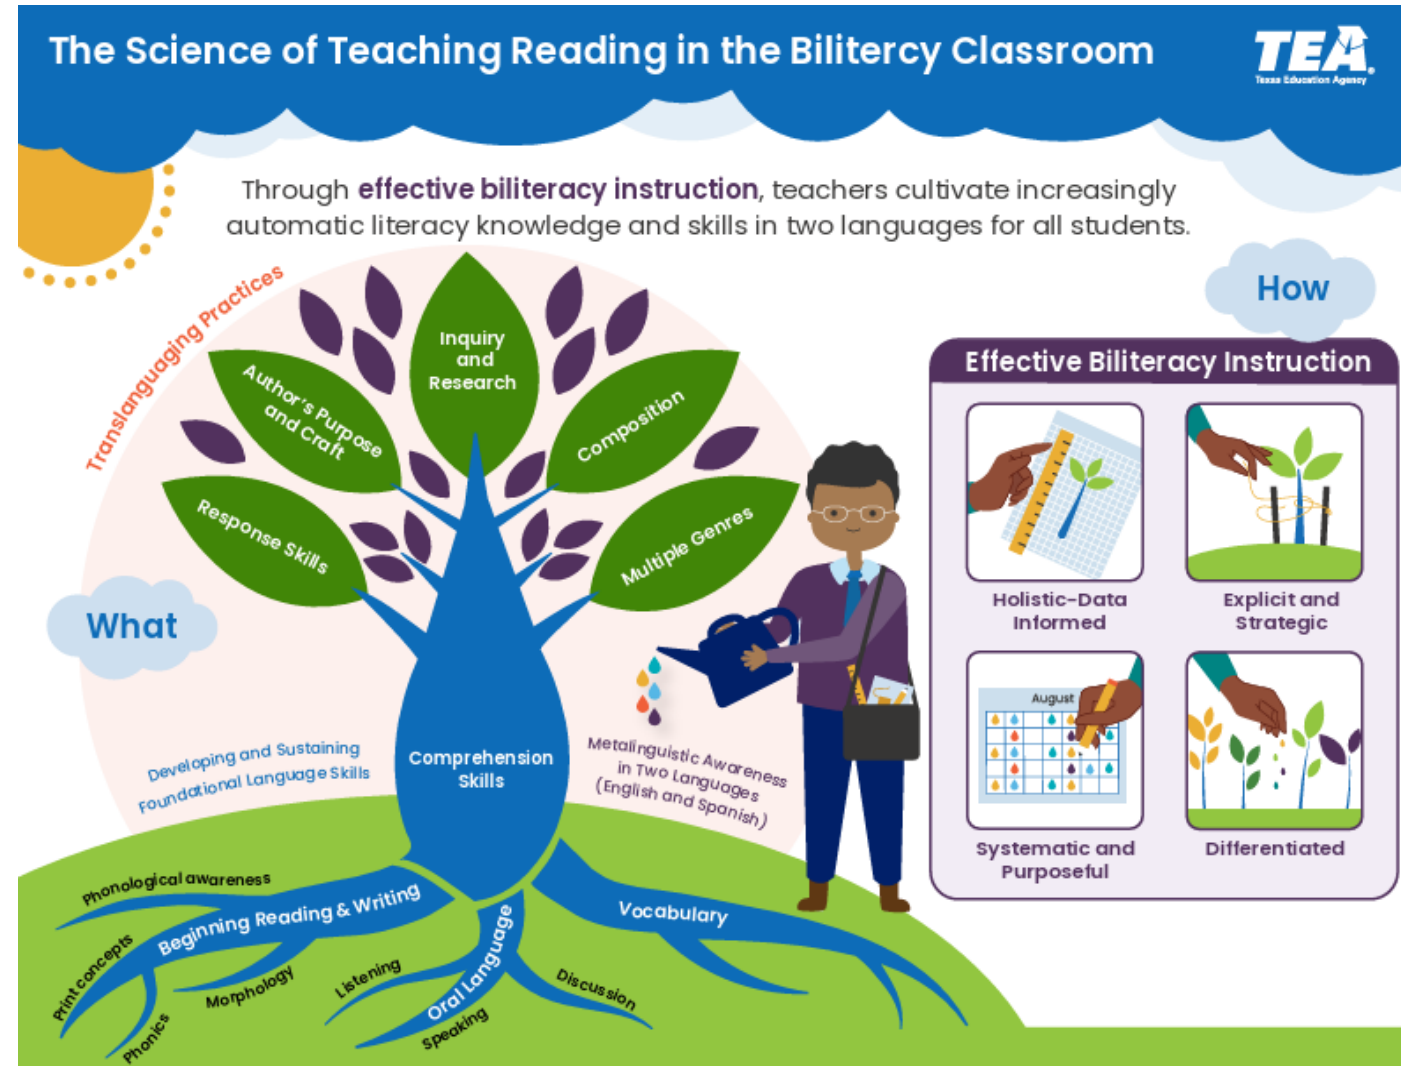 The Science of Teaching Reading in the Bilitercy Classroom
TEA
Texas Education Agency
Through effective biliteracy instruction, teachers cultivate increasingly
automatic literacy knowledge and skills in two languages for all students.
Translanguaging Practices
What
Inquiry
and
Research
Author's Purpose
and Craft
Composition
Response Skills
Multiple Genres
Comprehension
Skills
Developing and Sustaining
Foundational Language Skills
Metalinguistic Awareness
in Two Languages
(English and Spanish)
Phonological awareness
Beginning Reading & Writing
Print concepts
Phonics
Morphology
Oral Language
Listening
Speaking
Discussion
Vocabulary
How
Effective Biliteracy Instruction
Holistic-Data
Informed
Explicit and
Strategic
August
Systematic and
Purposeful
Differentiated